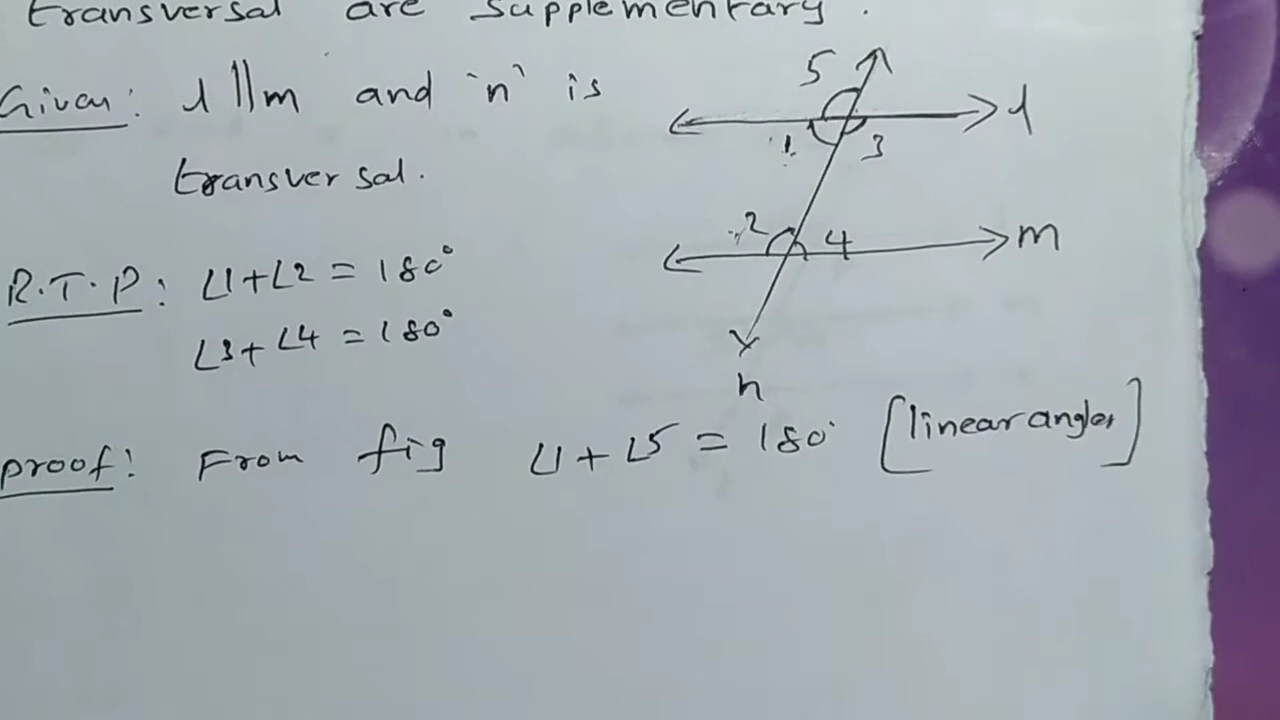 transversal are supplementary.
Given: l || m and 'n' is
transversal.
R.T.P: ∠1+∠2 = 180°
∠3+∠4 = 180°
proof: From fig ∠1+∠5 = 180° [linear angles]
5
l
1
3
2
4
m
n